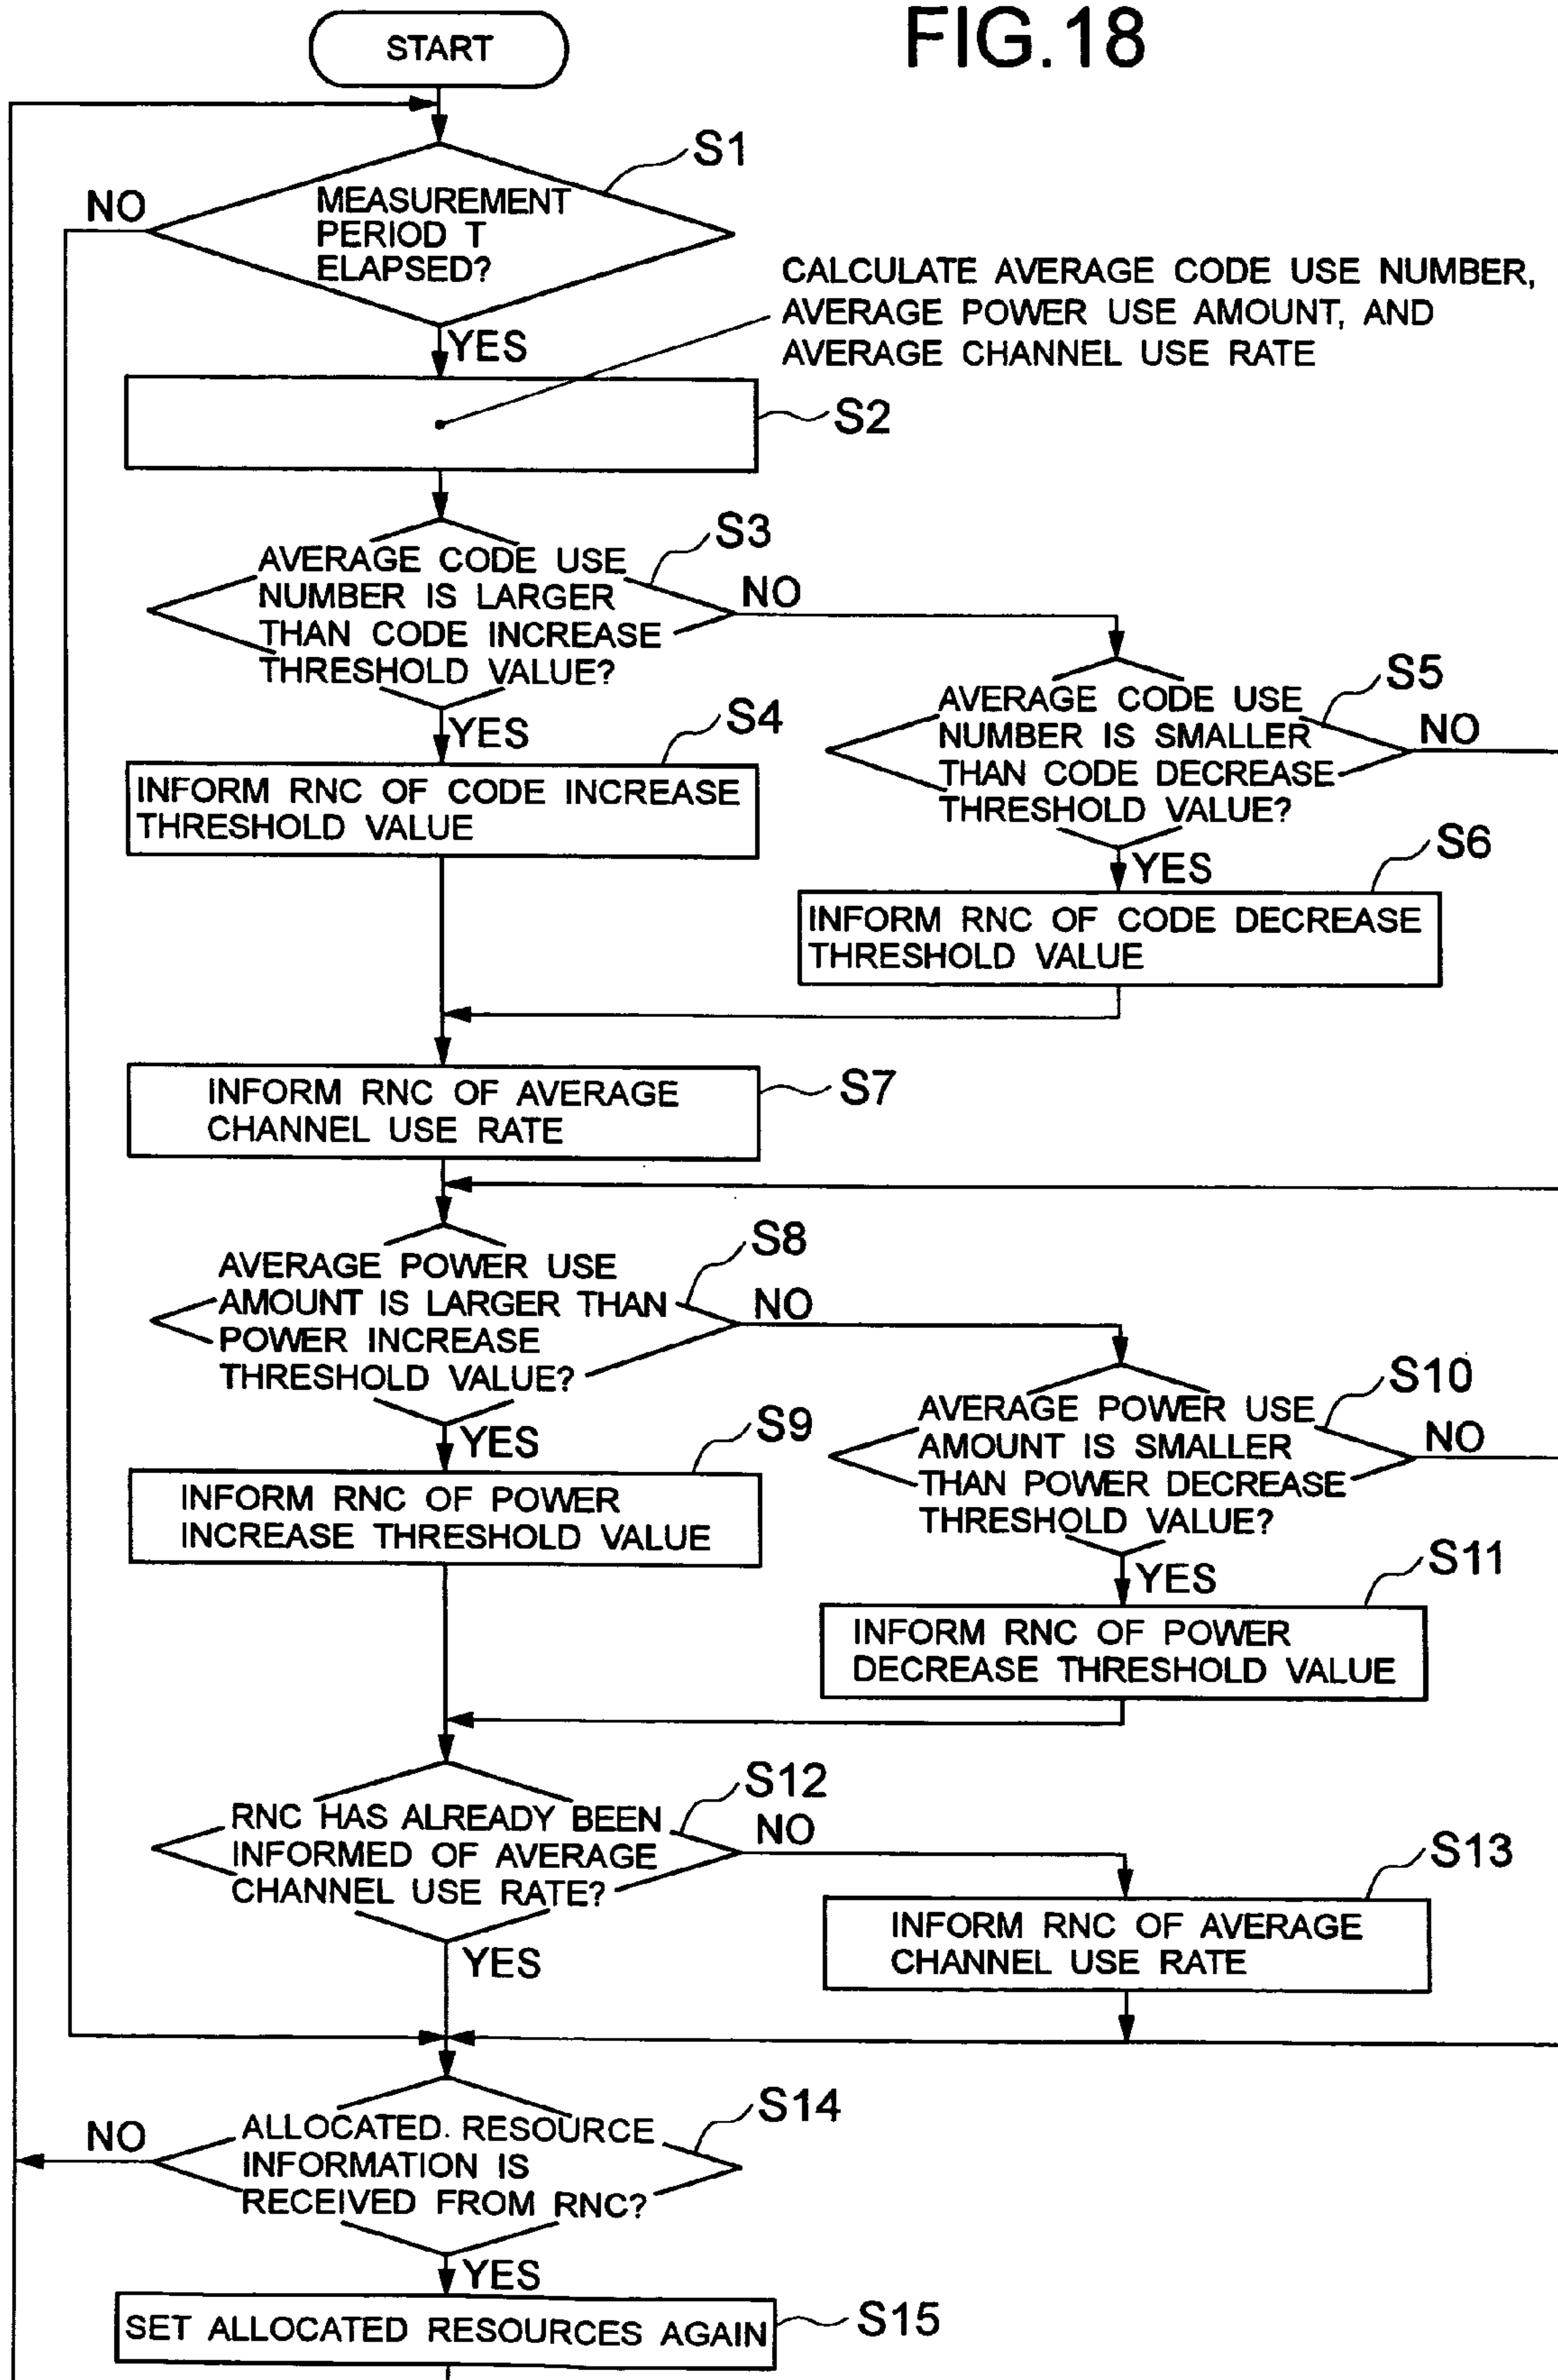 FIG.18
START
S1
NO
MEASUREMENT
PERIOD T
ELAPSED?
CALCULATE AVERAGE CODE USE NUMBER,
AVERAGE POWER USE AMOUNT, AND
AVERAGE CHANNEL USE RATE
YES
S2
S3
AVERAGE CODE USE
NUMBER IS LARGER
THAN CODE INCREASE
THRESHOLD VALUE?
NO
S5
AVERAGE CODE USE
NUMBER IS SMALLER
THAN CODE DECREASE
THRESHOLD VALUE?
NO
YES
S4
INFORM RNC OF CODE INCREASE
THRESHOLD VALUE
YES
S6
INFORM RNC OF CODE DECREASE
THRESHOLD VALUE
INFORM RNC OF AVERAGE
CHANNEL USE RATE
S7
S8
AVERAGE POWER USE
AMOUNT IS LARGER THAN
POWER INCREASE
THRESHOLD VALUE?
NO
S10
AVERAGE POWER USE
AMOUNT IS SMALLER
THAN POWER DECREASE
THRESHOLD VALUE?
NO
YES
S9
INFORM RNC OF POWER
INCREASE THRESHOLD VALUE
YES
S11
INFORM RNC OF POWER
DECREASE THRESHOLD VALUE
S12
RNC HAS ALREADY BEEN
INFORMED OF AVERAGE
CHANNEL USE RATE?
NO
S13
INFORM RNC OF AVERAGE
CHANNEL USE RATE
YES
S14
NO
ALLOCATED. RESOURCE
INFORMATION IS
RECEIVED FROM RNC?
YES
SET ALLOCATED RESOURCES AGAIN
S15